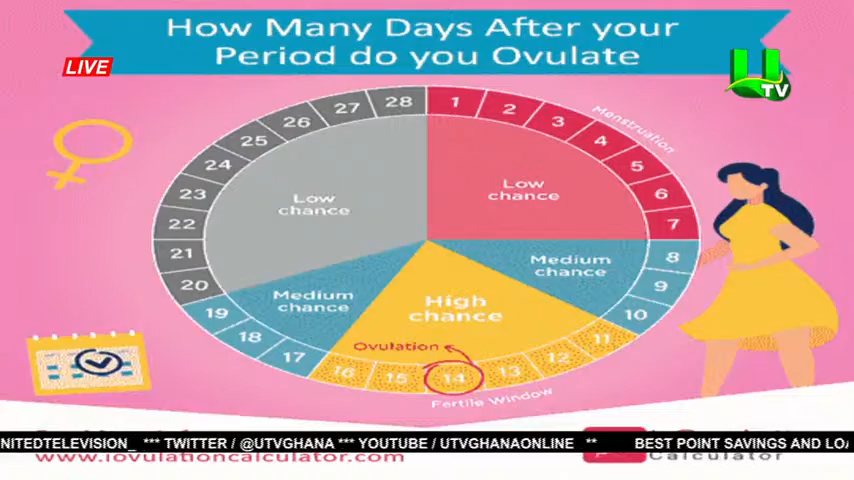 How Many Days After your
Period do you Ovulate
LIVE
U
TV
28 1 2 3 4 5 6 7
Menstruation
8 9 10
11 12 13 14 15 16
17 18 19
20 21 22 23 24 25 26 27
Low
chance
Low
chance
Medium
chance
Medium
chance
High
chance
Ovulation
Fertile Window
NITEDTELEVISION_ *** TWITTER / @UTVGHANA *** YOUTUBE / UTVGHANAONLINE ** BEST POINT SAVINGS AND LOA
www.iovulationcalculator.com
Calculator